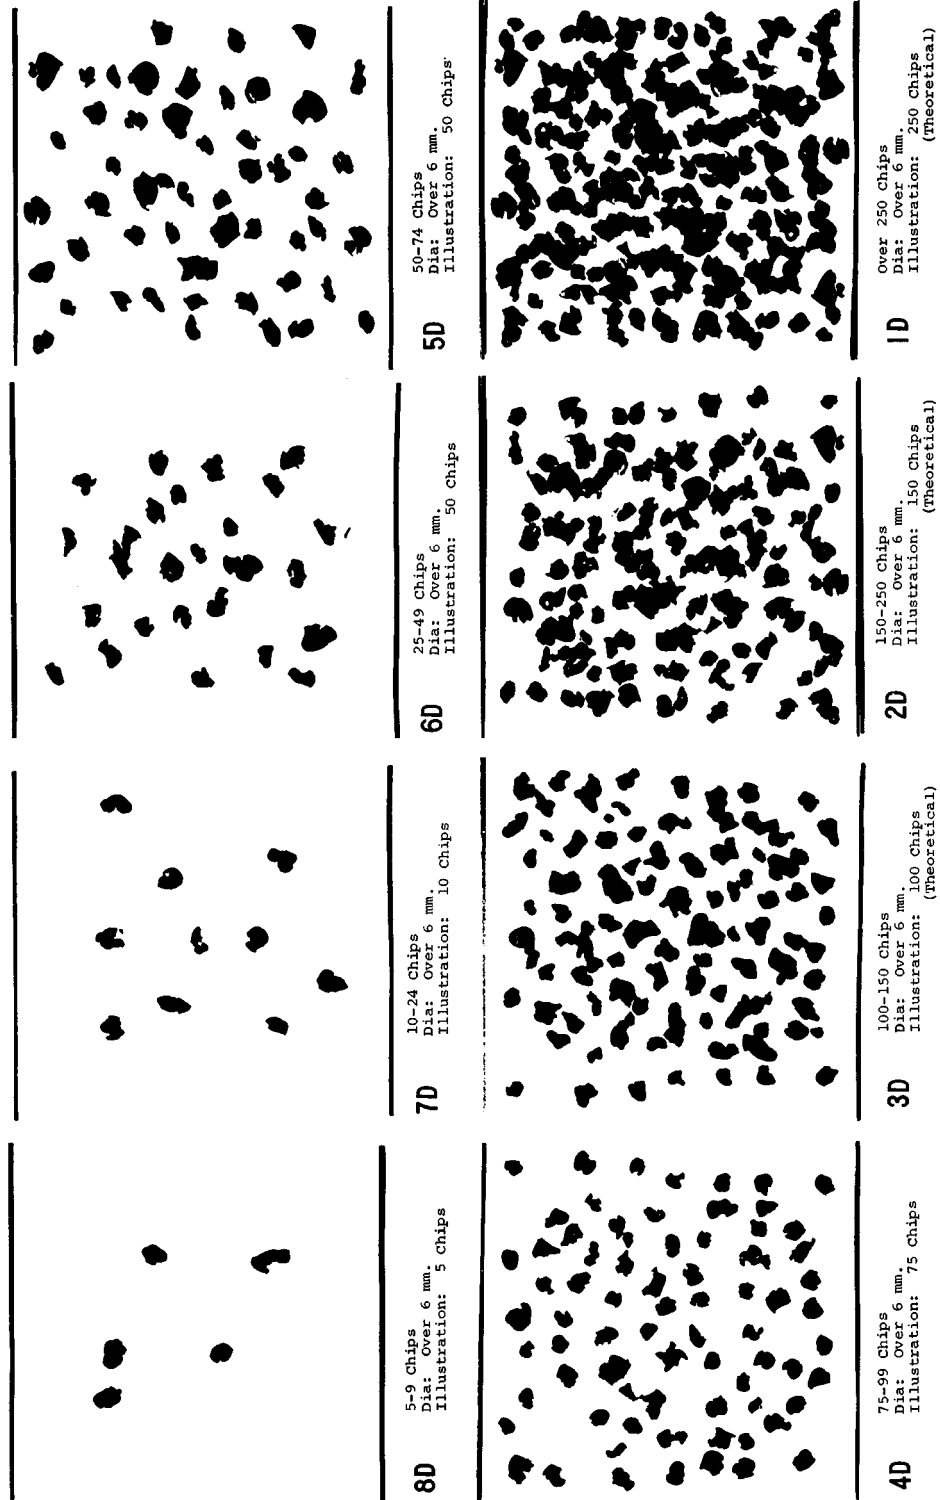 8D
5-9 Chips
Dia: Over 6 mm.
Illustration: 5 Chips
7D
10-24 Chips
Dia: Over 6 mm.
Illustration: 10 Chips
6D
25-49 Chips
Dia: Over 6 mm.
Illustration: 50 Chips
5D
50-74 Chips
Dia: Over 6 mm.
Illustration: 50 Chips
4D
75-99 Chips
Dia: Over 6 mm.
Illustration: 75 Chips
3D
100-150 Chips
Dia: Over 6 mm.
Illustration: 100 Chips
(Theoretical)
2D
150-250 Chips
Dia: Over 6 mm.
Illustration: 150 Chips
(Theoretical)
1D
Over 250 Chips
Dia: Over 6 mm.
Illustration: 250 Chips
(Theoretical)